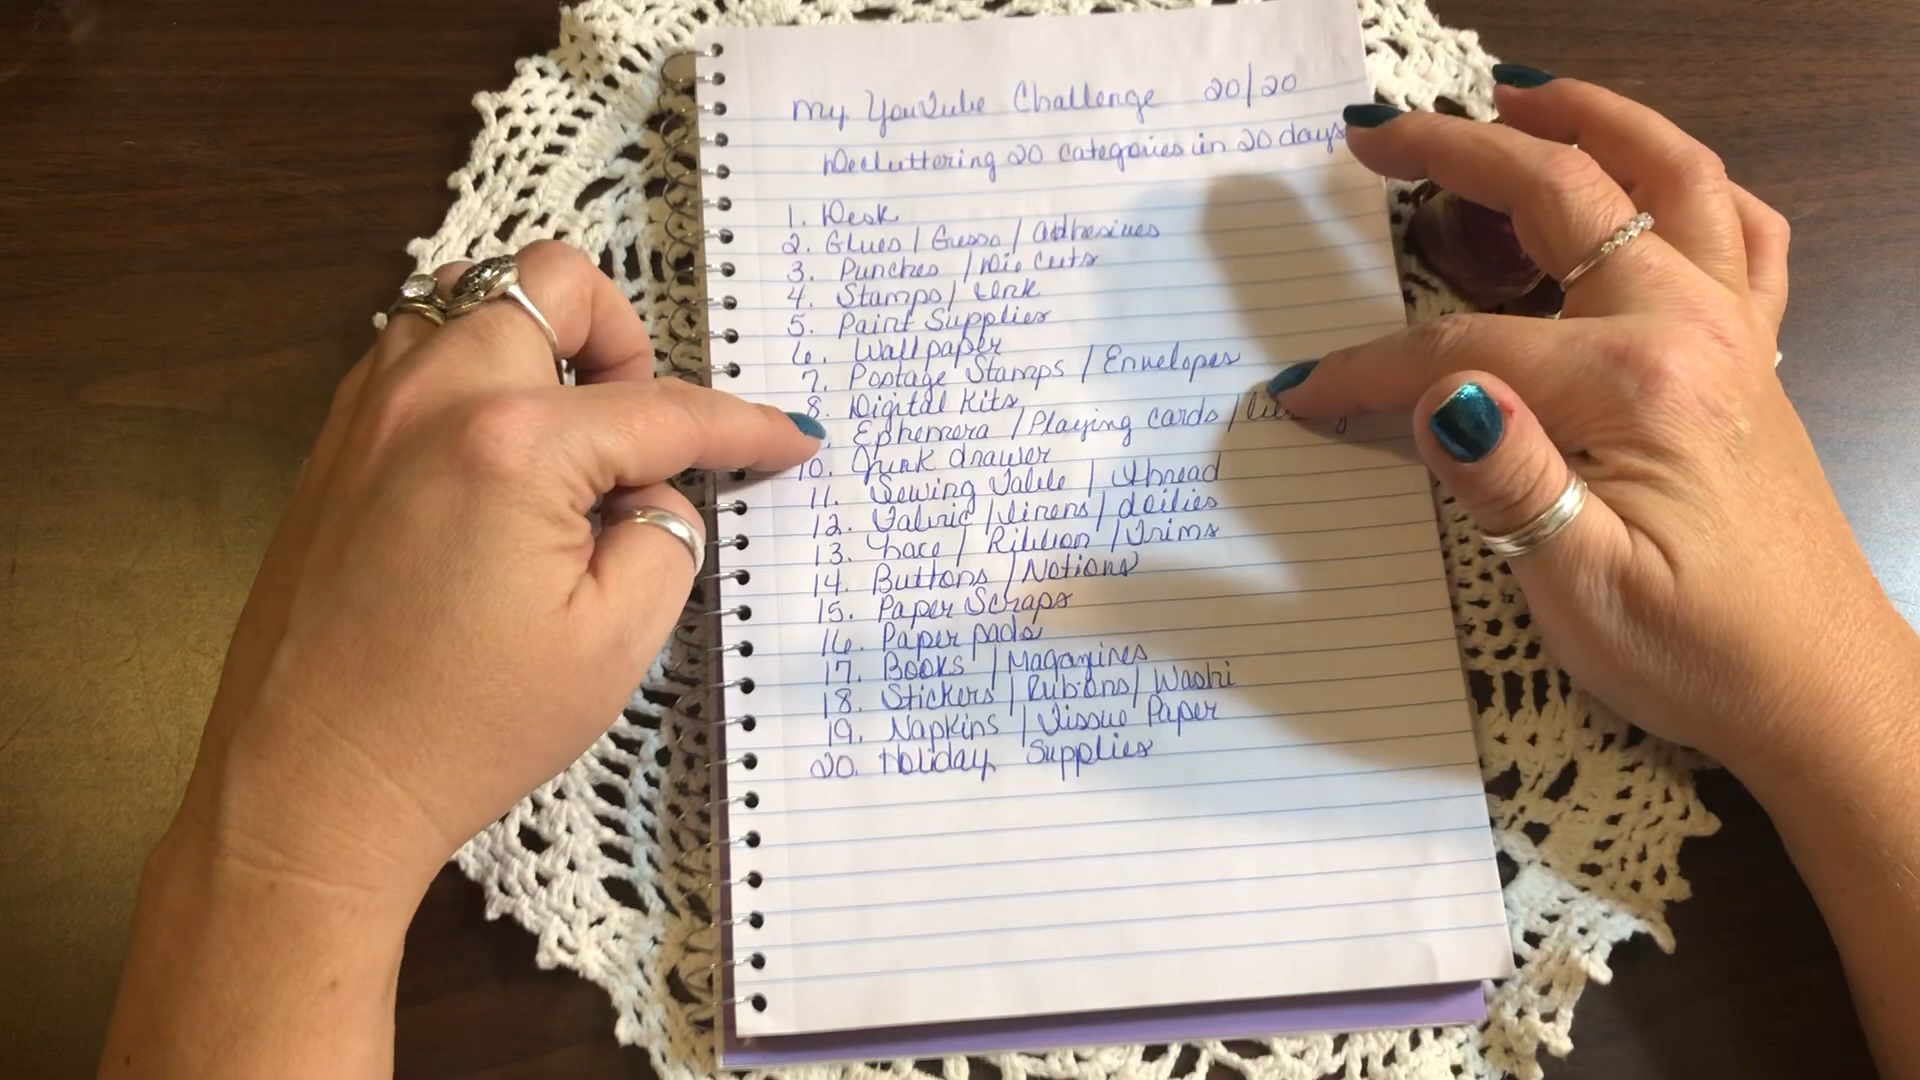 My YouTube Challenge 20/20
Decluttering 20 categories in 20 days
1. Desk
2. Glues / Gesso / Adhesives
3. Punches / Die Cuts
4. Stamps / Ink
5. Paint Supplies
6. Wallpaper
7. Postage Stamps / Envelopes
8. Digital Kits
Ephemera / Playing cards /
10. Junk drawer
11. Sewing Table / Thread
12. Fabric / Linens / doilies
13. Lace / Ribbon / Trims
14. Buttons / Notions
15. Paper Scraps
16. Paper pads
17. Books / Magazines
18. Stickers / Rubons / Washi
19. Napkins / Tissue Paper
20. Holiday Supplies